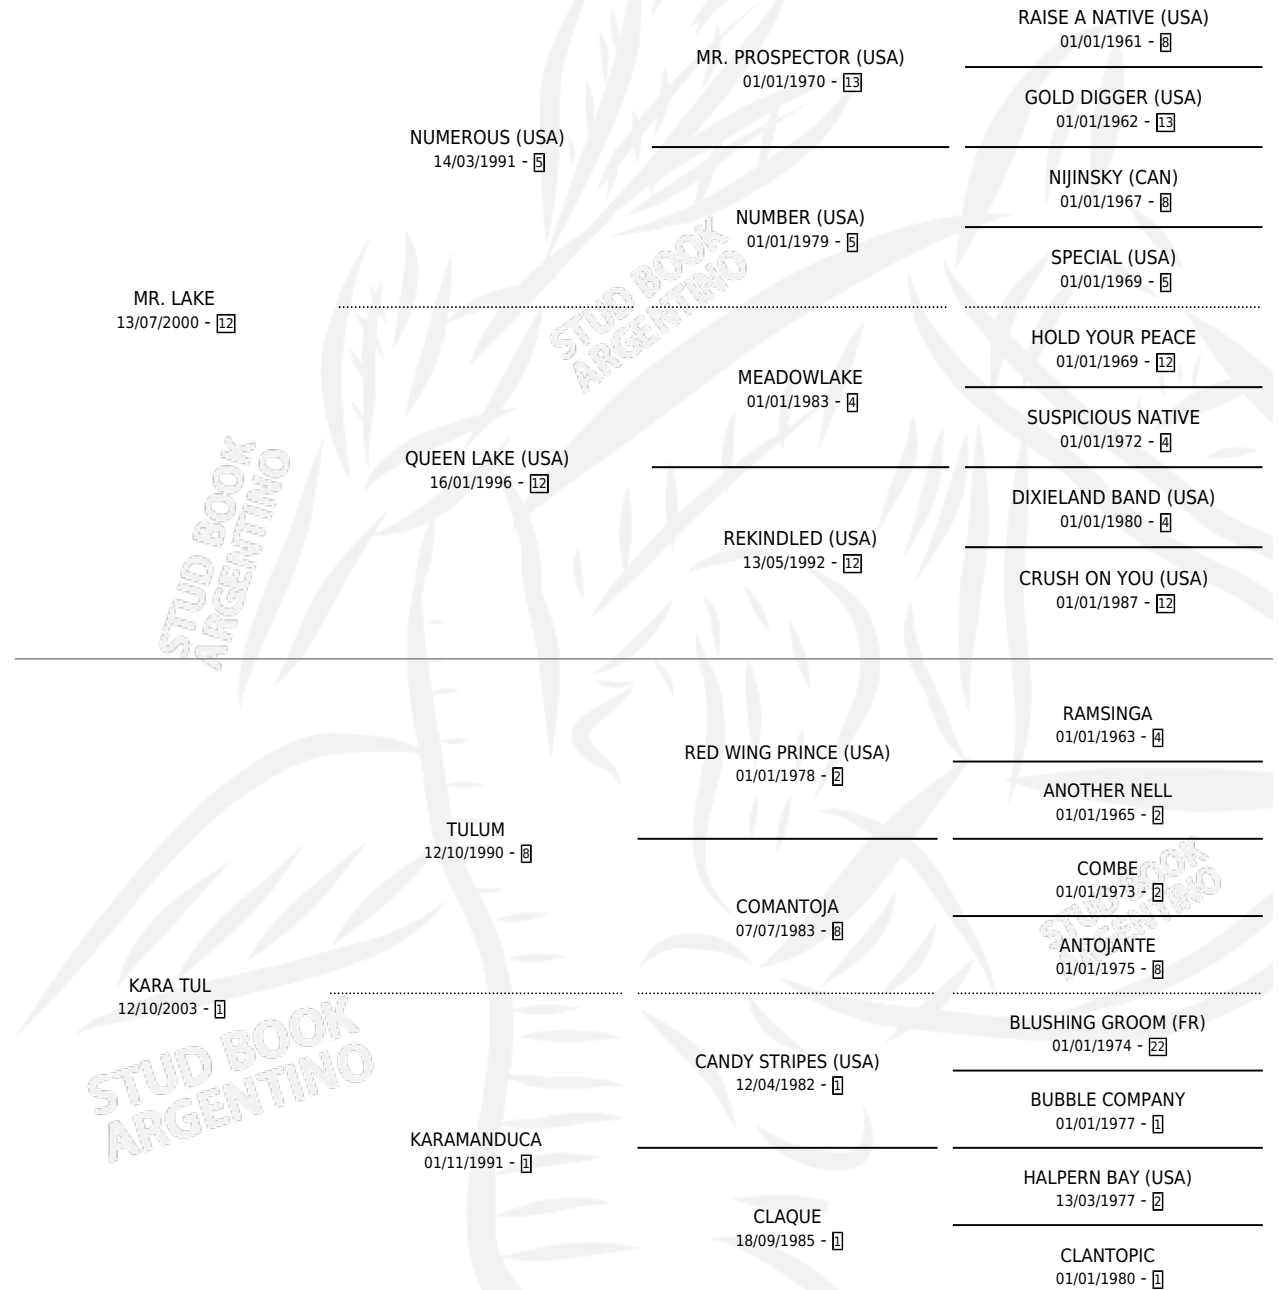 RAISE A NATIVE (USA)
01/01/1961 - 8
MR. PROSPECTOR (USA)
01/01/1970 - 13
GOLD DIGGER (USA)
01/01/1962 - 13
NUMEROUS (USA)
14/03/1991 - 5
NIJINSKY (CAN)
01/01/1967 - 8
NUMBER (USA)
01/01/1979 - 5
SPECIAL (USA)
01/01/1969 - 5
MR. LAKE
13/07/2000 - 12
HOLD YOUR PEACE
01/01/1969 - 12
MEADOWLAKE
01/01/1983 - 4
SUSPICIOUS NATIVE
01/01/1972 - 4
QUEEN LAKE (USA)
16/01/1996 - 12
DIXIELAND BAND (USA)
01/01/1980 - 4
REKINDLED (USA)
13/05/1992 - 12
CRUSH ON YOU (USA)
01/01/1987 - 12
RAMSINGA
01/01/1963 - 4
RED WING PRINCE (USA)
01/01/1978 - 2
ANOTHER NELL
01/01/1965 - 2
TULUM
12/10/1990 - 8
COMBE
01/01/1973 - 2
COMANTOJA
07/07/1983 - 8
ANTOJANTE
01/01/1975 - 8
KARA TUL
12/10/2003 - 1
BLUSHING GROOM (FR)
01/01/1974 - 22
CANDY STRIPES (USA)
12/04/1982 - 1
BUBBLE COMPANY
01/01/1977 - 1
KARAMANDUCA
01/11/1991 - 1
HALPERN BAY (USA)
13/03/1977 - 2
CLAQUE
18/09/1985 - 1
CLANTOPIC
01/01/1980 - 1
STUD BOOK
ARGENTINO
STUD BOOK
ARGENTINO
STUD BOOK
ARGENTINO
STUD BOOK
ARGENTINO